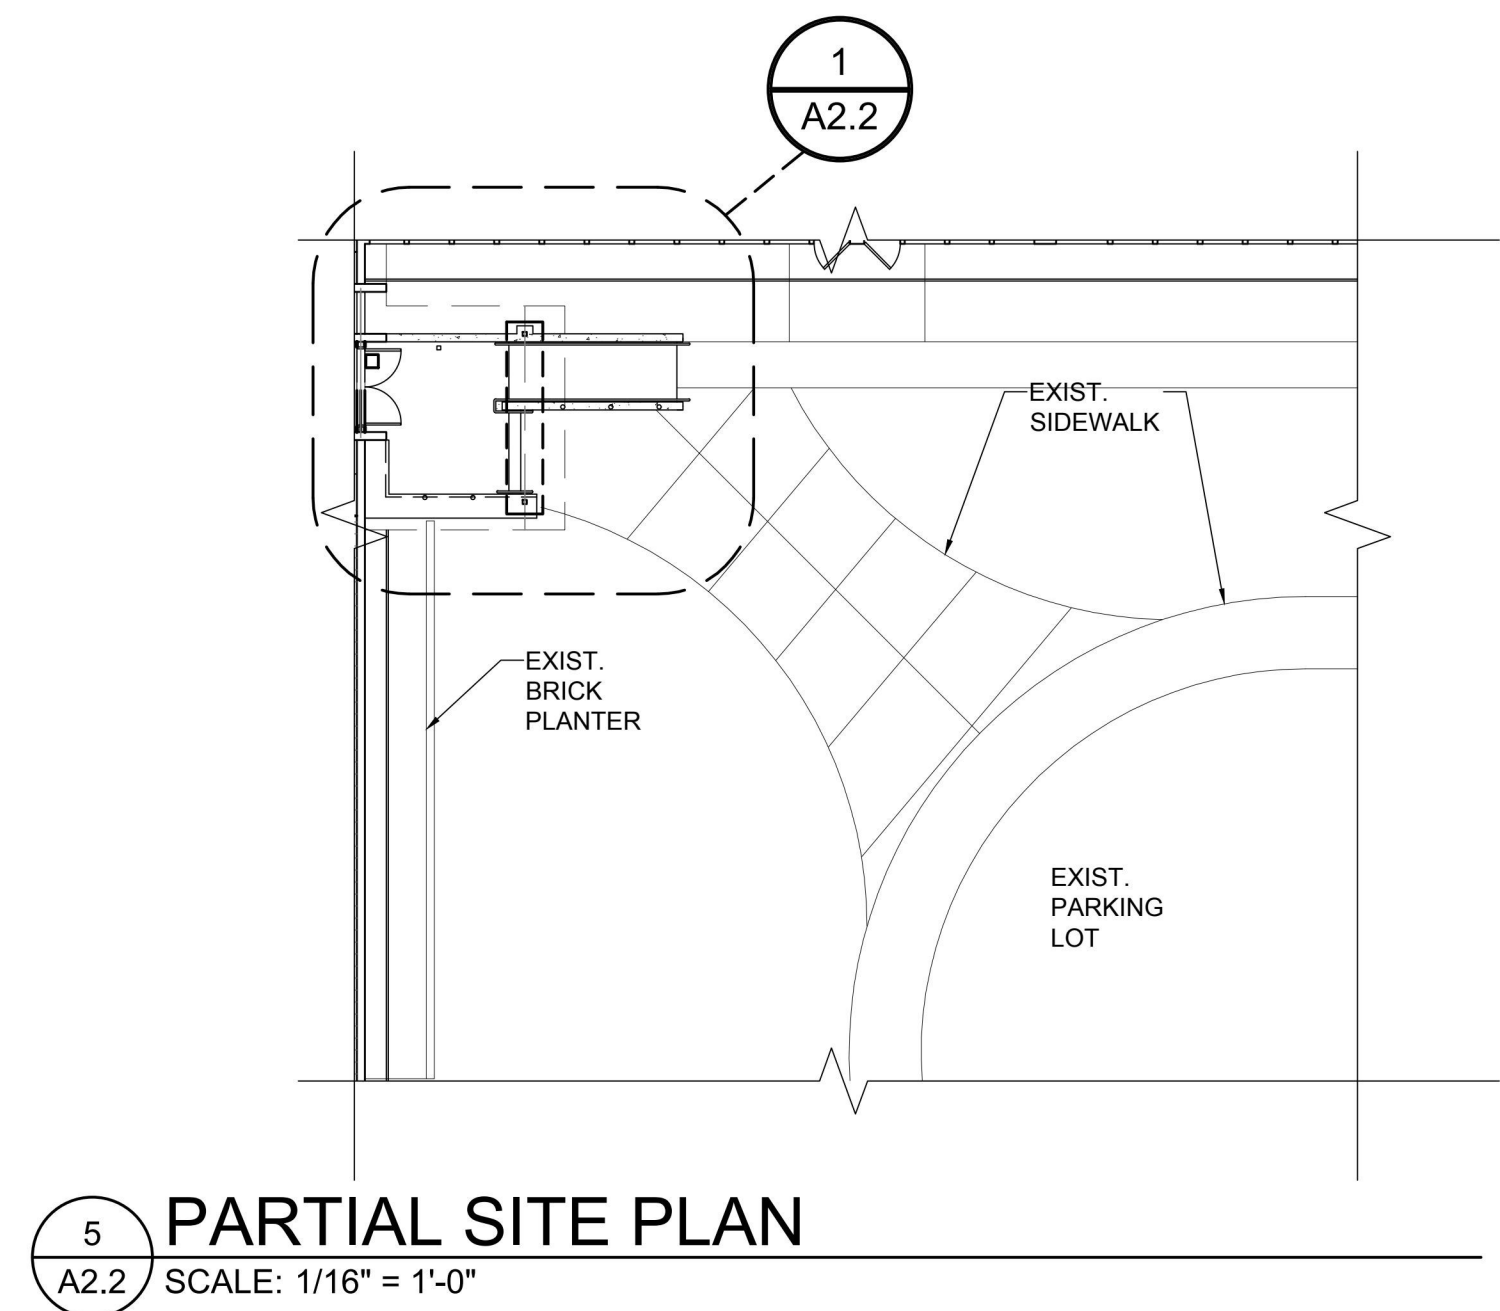 1
A2.2
EXIST.
SIDEWALK
EXIST.
BRICK
PLANTER
EXIST.
PARKING
LOT
5
A2.2
PARTIAL SITE PLAN
SCALE: 1/16" = 1'-0"